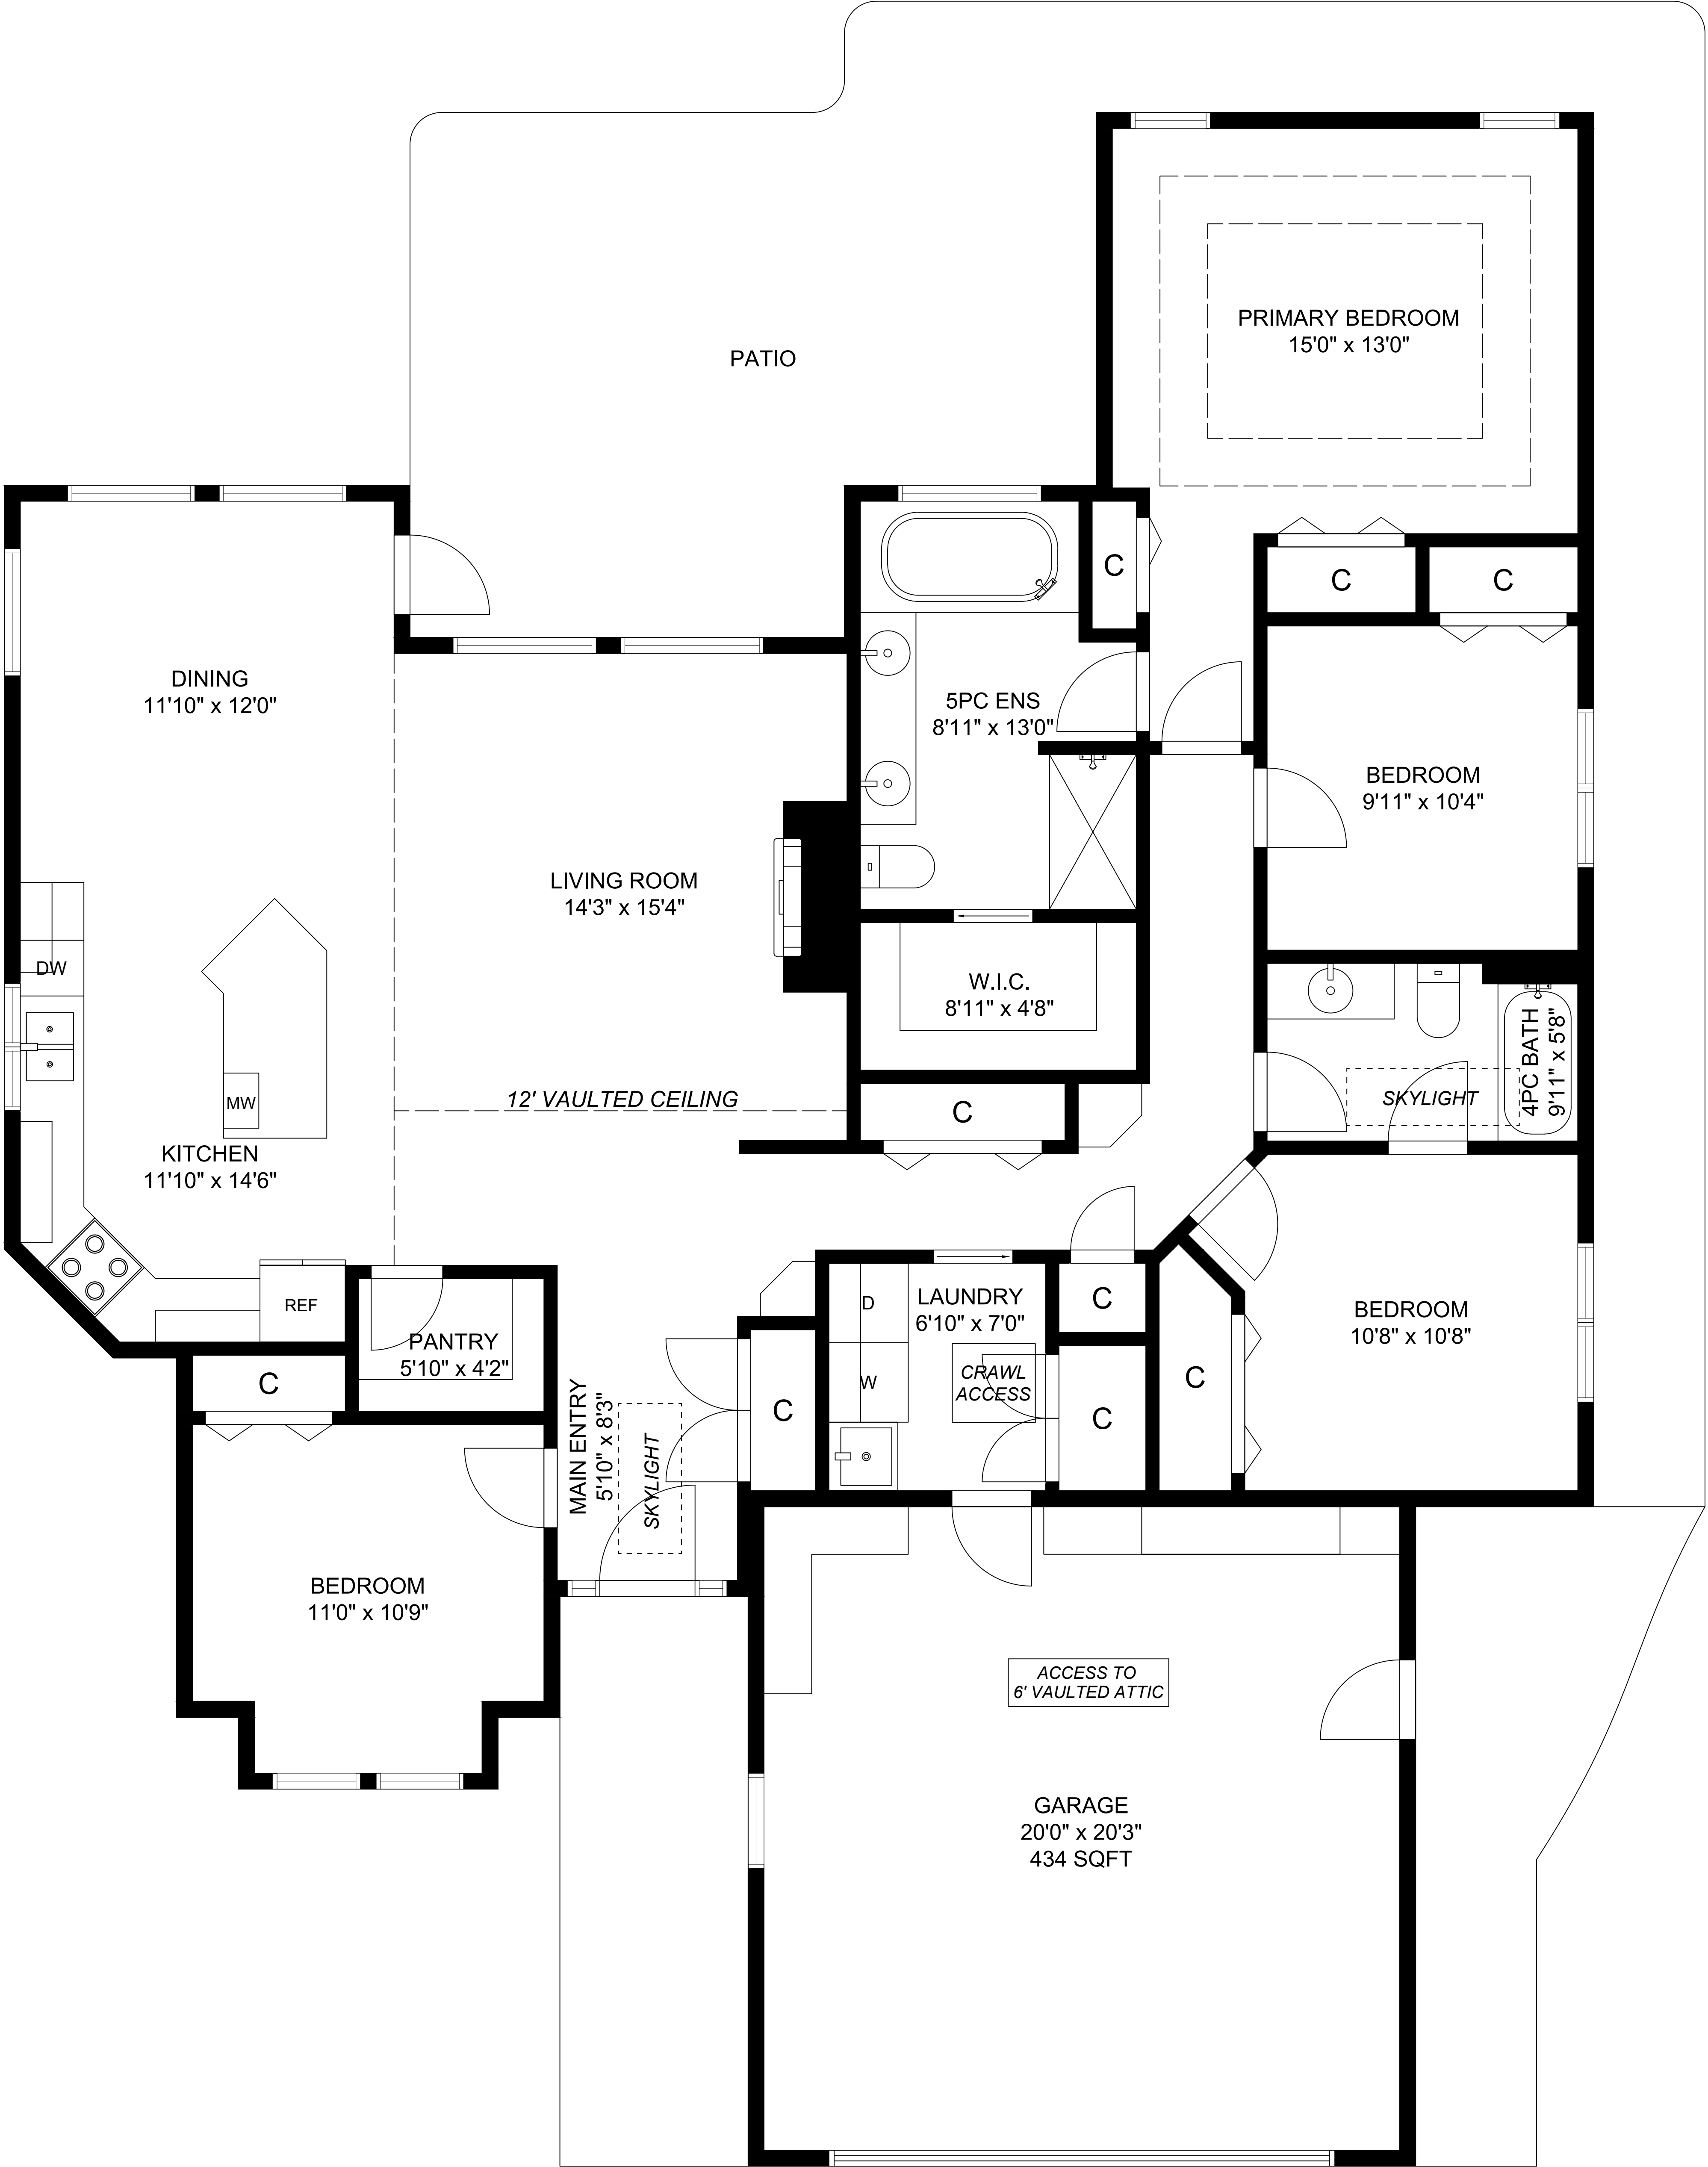 PRIMARY BEDROOM
15'0" x 13'0"
PATIO
C
C
C
DINING
11'10" x 12'0"
5PC ENS
8'11" x 13'0"
BEDROOM
9'11" x 10'4"
LIVING ROOM
14'3" x 15'4"
DW
W.I.C.
8'11" x 4'8"
4PC BATH
9'11" x 5'8"
SKYLIGHT
MW
12' VAULTED CEILING
C
KITCHEN
11'10" x 14'6"
REF
PANTRY
5'10" x 4'2"
D
LAUNDRY
6'10" x 7'0"
C
BEDROOM
10'8" x 10'8"
C
W
CRAWL
ACCESS
C
C
C
MAIN ENTRY
5'10" x 8'3"
SKYLIGHT
BEDROOM
11'0" x 10'9"
ACCESS TO
6' VAULTED ATTIC
GARAGE
20'0" x 20'3"
434 SQFT